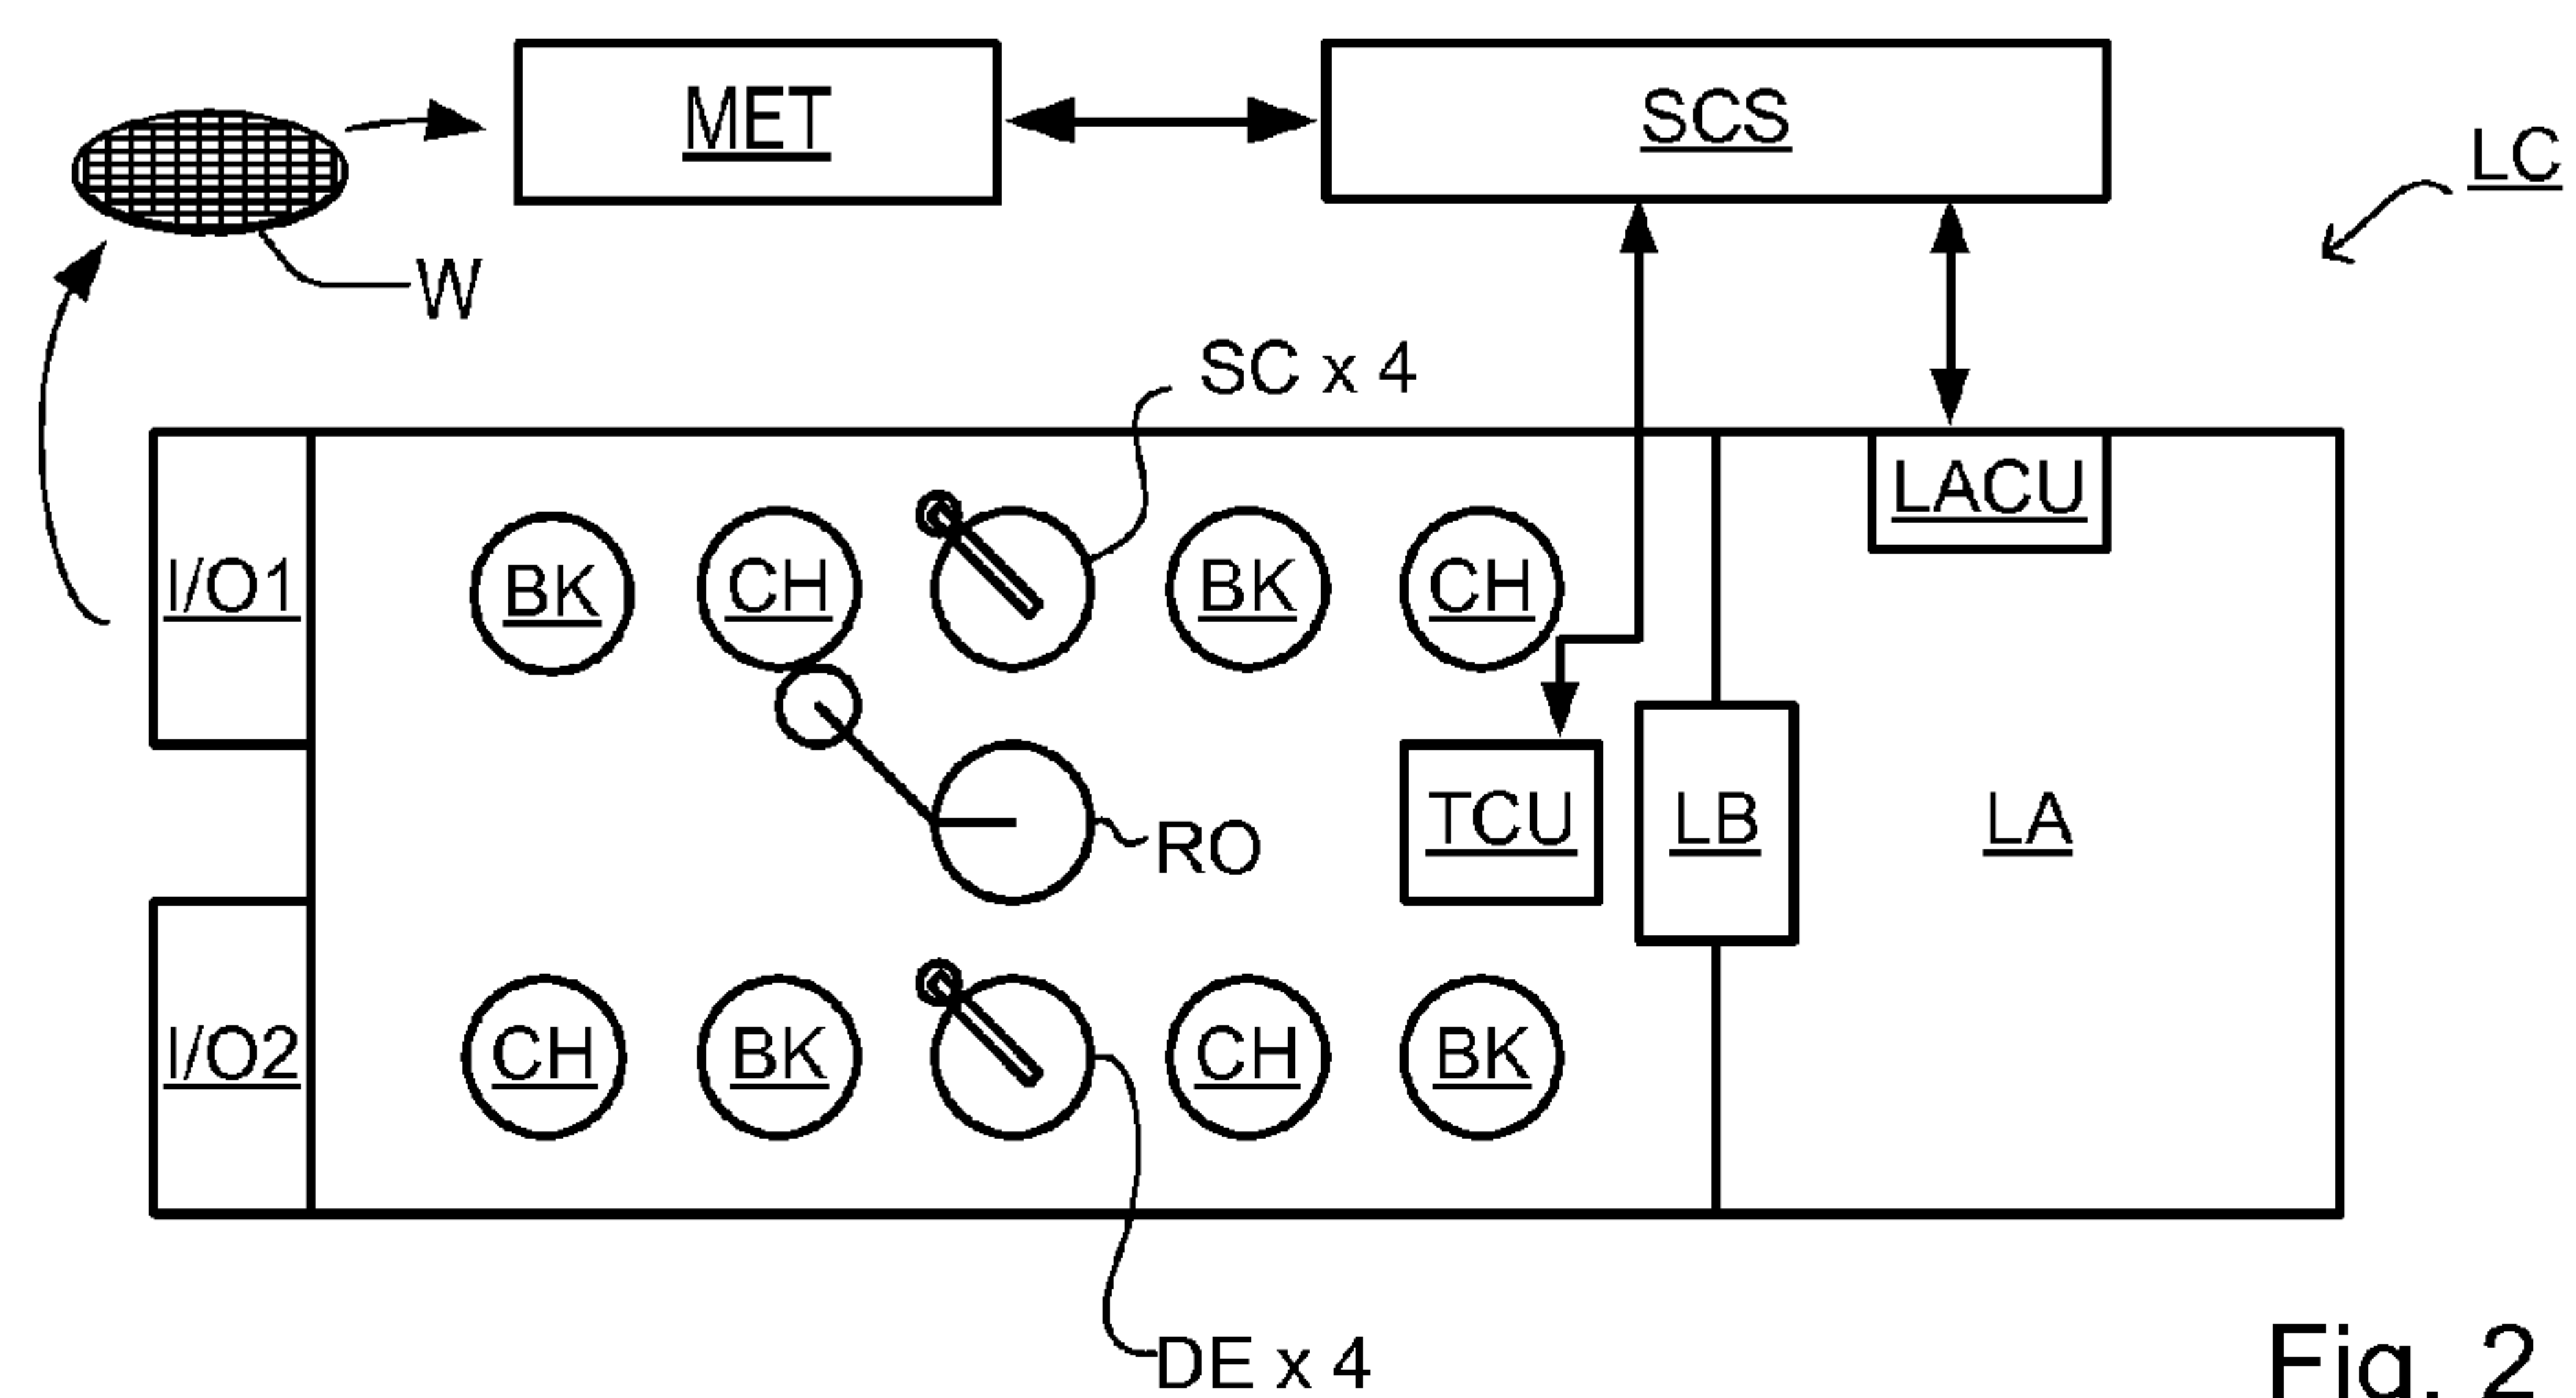 MET
SCS
LC
W
SC x 4
LACU
I/O1
BK
CH
BK
CH
TCU
LB
LA
RO
I/O2
CH
BK
CH
BK
DE x 4
Fig. 2